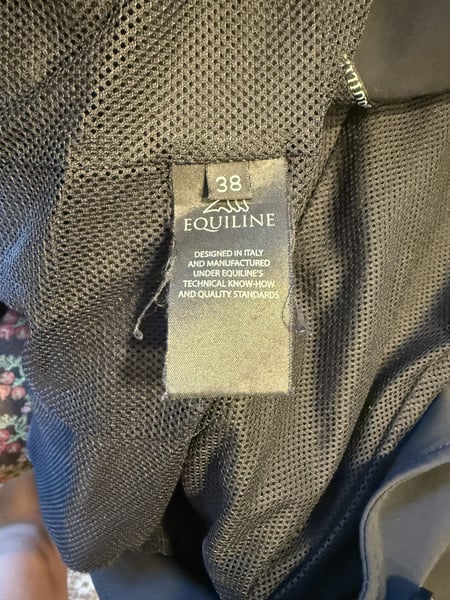 38
EQUILINE
DESIGNED IN ITALY
AND MANUFACTURED
UNDER EQUILINE'S
TECHNICAL KNOW-HOW
AND QUALITY STANDARDS